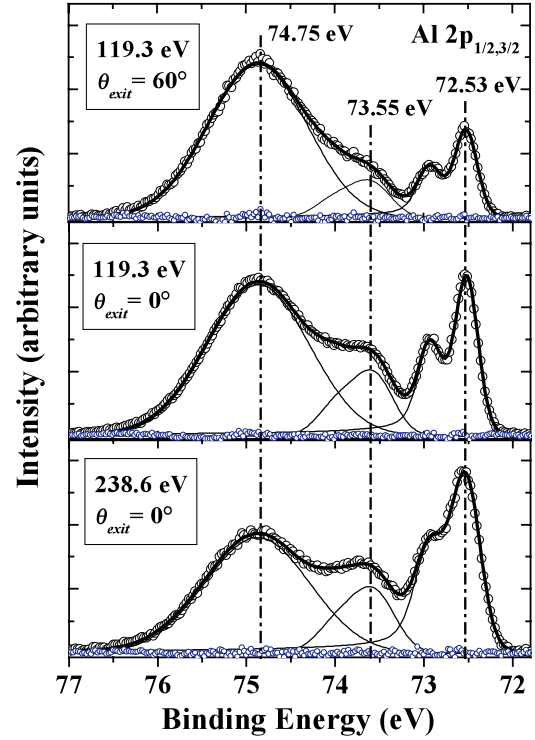 74.75 eV
Al 2p1/2,3/2
119.3 eV
θexit= 60°
73.55 eV
72.53 eV
119.3 eV
θexit= 0°
238.6 eV
θexit= 0°
Intensity (arbitrary units)
77 76 75 74 73 72
Binding Energy (eV)